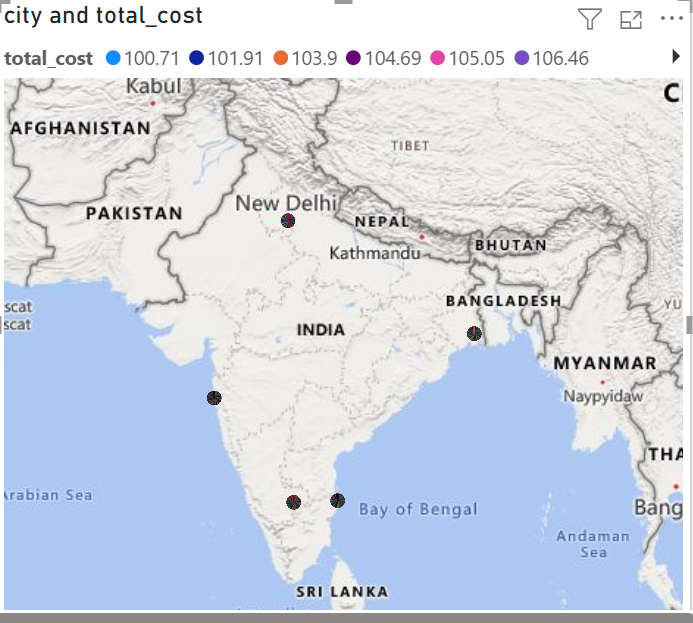 city and total_cost
total_cost 100.71 101.91 103.9 104.69 105.05 106.46
Kabul
C
AFGHANISTAN
TIBET
New Delhi
PAKISTAN
NEPAL
BHUTAN
Kathmandu
scat
scat
BANGLADESH
YU
INDIA
MYANMAR
Naypyidaw
THA
Arabian Sea
Bay of Bengal
Bang
Andaman
Sea
SRI LANKA